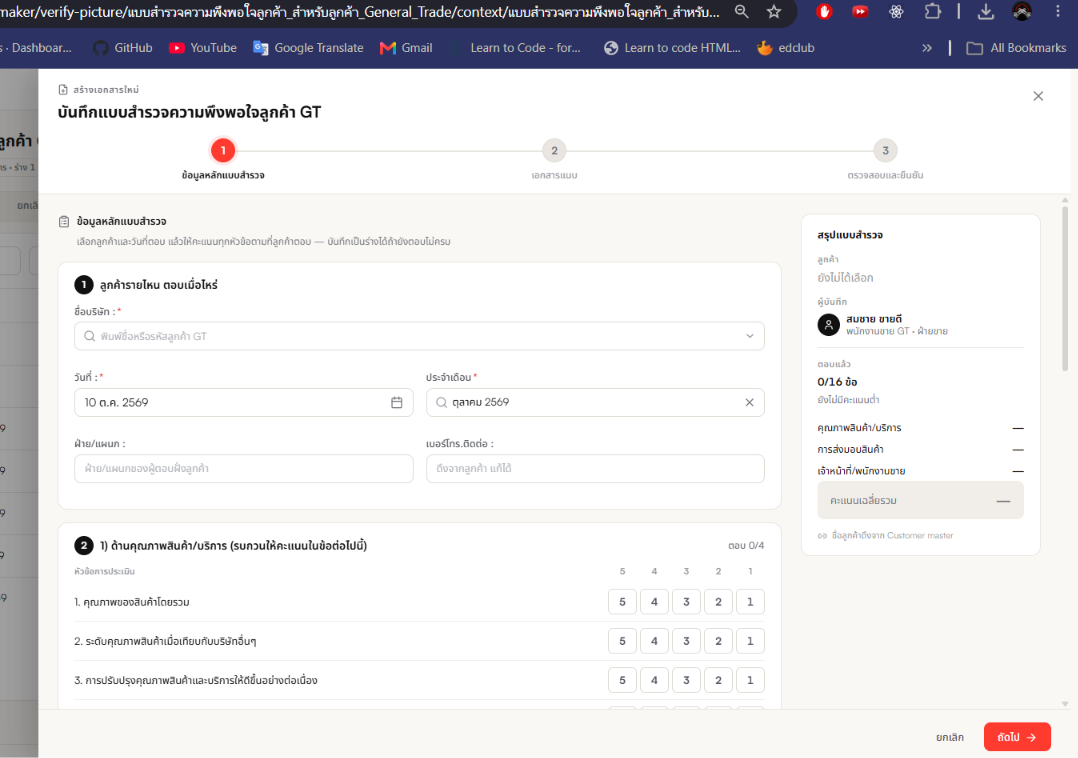 maker/verify-picture/แบบสำรวจความพึงพอใจลูกค้า_สำหรับลูกค้า_General_Trade/context/แบบสำรวจความพึงพอใจลูกค้า_สำหรับ...
s · Dashboar... GitHub YouTube Google Translate Gmail Learn to Code - for... Learn to code HTML... edclub » All Bookmarks
สร้างเอกสารใหม่
บันทึกแบบสำรวจความพึงพอใจลูกค้า GT
1 2 3
ข้อมูลหลักแบบสำรวจ เอกสารแนบ ตรวจสอบและยืนยัน
ข้อมูลหลักแบบสำรวจ
เลือกลูกค้าและวันที่ตอบ แล้วให้คะแนนทุกหัวข้อตามที่ลูกค้าตอบ — บันทึกเป็นร่างได้ถ้ายังตอบไม่ครบ
1 ลูกค้ารายไหน ตอบเมื่อไหร่
ชื่อบริษัท :*
พิมพ์ชื่อหรือรหัสลูกค้า GT
วันที่ :* ประจำเดือน*
10 ต.ค. 2569 ตุลาคม 2569
ฝ่าย/แผนก : เบอร์โทร.ติดต่อ :
ฝ่าย/แผนกของผู้ตอบฝั่งลูกค้า ดึงจากลูกค้า แก้ได้
2 1) ด้านคุณภาพสินค้า/บริการ (รบกวนให้คะแนนในข้อต่อไปนี้) ตอบ 0/4
หัวข้อการประเมิน 5 4 3 2 1
1. คุณภาพของสินค้าโดยรวม 5 4 3 2 1
2. ระดับคุณภาพสินค้าเมื่อเทียบกับบริษัทอื่นๆ 5 4 3 2 1
3. การปรับปรุงคุณภาพสินค้าและบริการให้ดีขึ้นอย่างต่อเนื่อง 5 4 3 2 1
สรุปแบบสำรวจ
ลูกค้า
ยังไม่ได้เลือก
ผู้บันทึก
สมชาย ขายดี
พนักงานขาย GT · ฝ่ายขาย
ตอบแล้ว
0/16 ข้อ
ยังไม่มีคะแนนต่ำ
คุณภาพสินค้า/บริการ —
การส่งมอบสินค้า —
เจ้าหน้าที่/พนักงานขาย —
คะแนนเฉลี่ยรวม —
ชื่อลูกค้าดึงจาก Customer master
ยกเลิก ถัดไป →